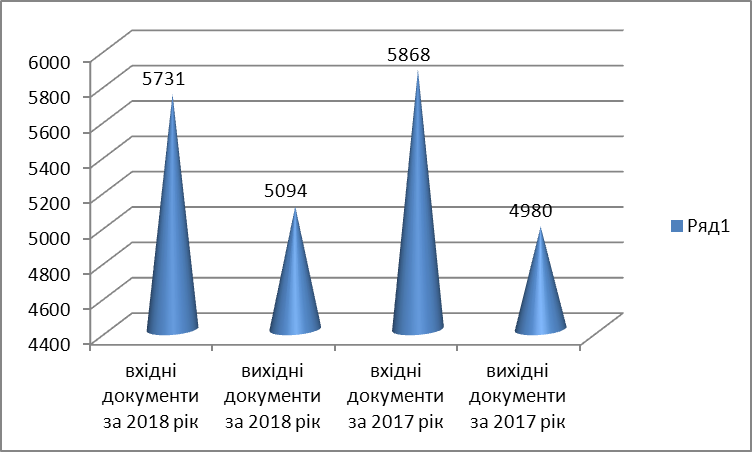 6000
5800
5600
5400
5200
5000
4800
4600
4400
5731
5094
5868
4980
вхідні
документи
за 2018 рік
вихідні
документи
за 2018 рік
вхідні
документи
за 2017 рік
вихідні
документи
за 2017 рік
Ряд1